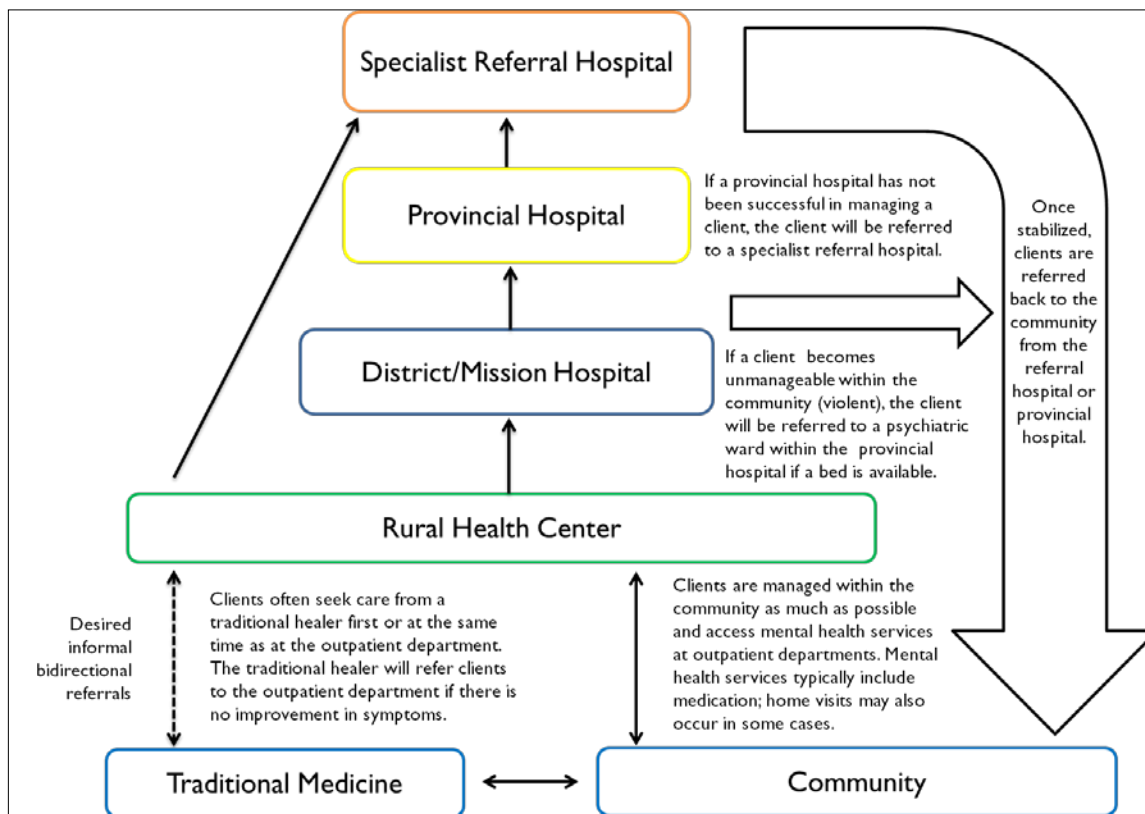 Specialist Referral Hospital
Provincial Hospital
If a provincial hospital has not
been successful in managing a
client, the client will be referred
to a specialist referral hospital.
Once
stabilized,
clients are
referred
back to the
community
from the
referral
hospital or
provincial
hospital.
District/Mission Hospital
If a client becomes
unmanageable within the
community (violent), the client
will be referred to a psychiatric
ward within the provincial
hospital if a bed is available.
Rural Health Center
Desired
informal
bidirectional
referrals
Clients often seek care from a
traditional healer first or at the same
time as at the outpatient department.
The traditional healer will refer clients
to the outpatient department if there is
no improvement in symptoms.
Clients are managed within the
community as much as possible
and access mental health services
at outpatient departments. Mental
health services typically include
medication; home visits may also
occur in some cases.
Traditional Medicine
Community